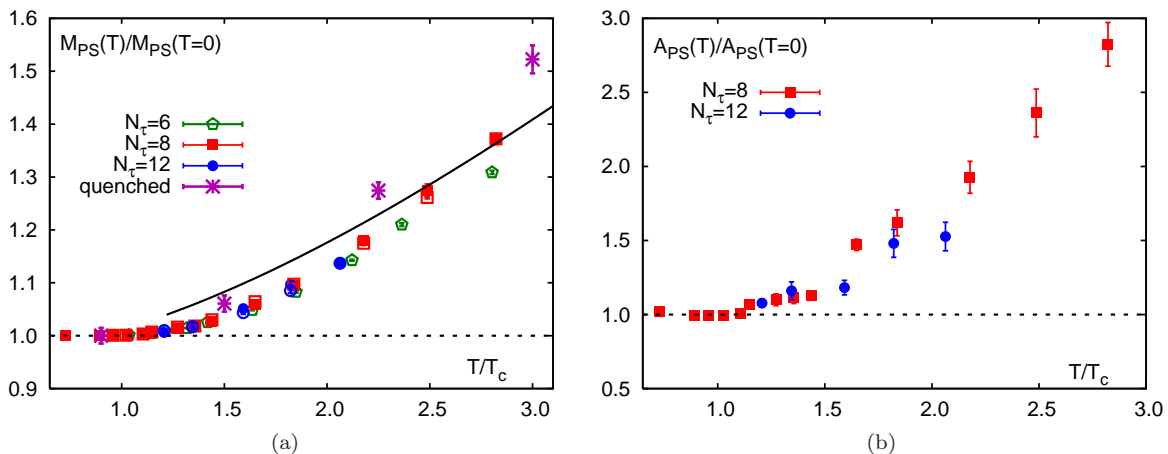 M_PS(T)/M_PS(T=0)
N_τ=6
N_τ=8
N_τ=12
quenched
1.6
1.5
1.4
1.3
1.2
1.1
1.0
0.9
1.0 1.5 2.0 2.5 3.0
T/T_c
(a)
A_PS(T)/A_PS(T=0)
N_τ=8
N_τ=12
3.0
2.5
2.0
1.5
1.0
0.5
1.0 1.5 2.0 2.5 3.0
T/T_c
(b)